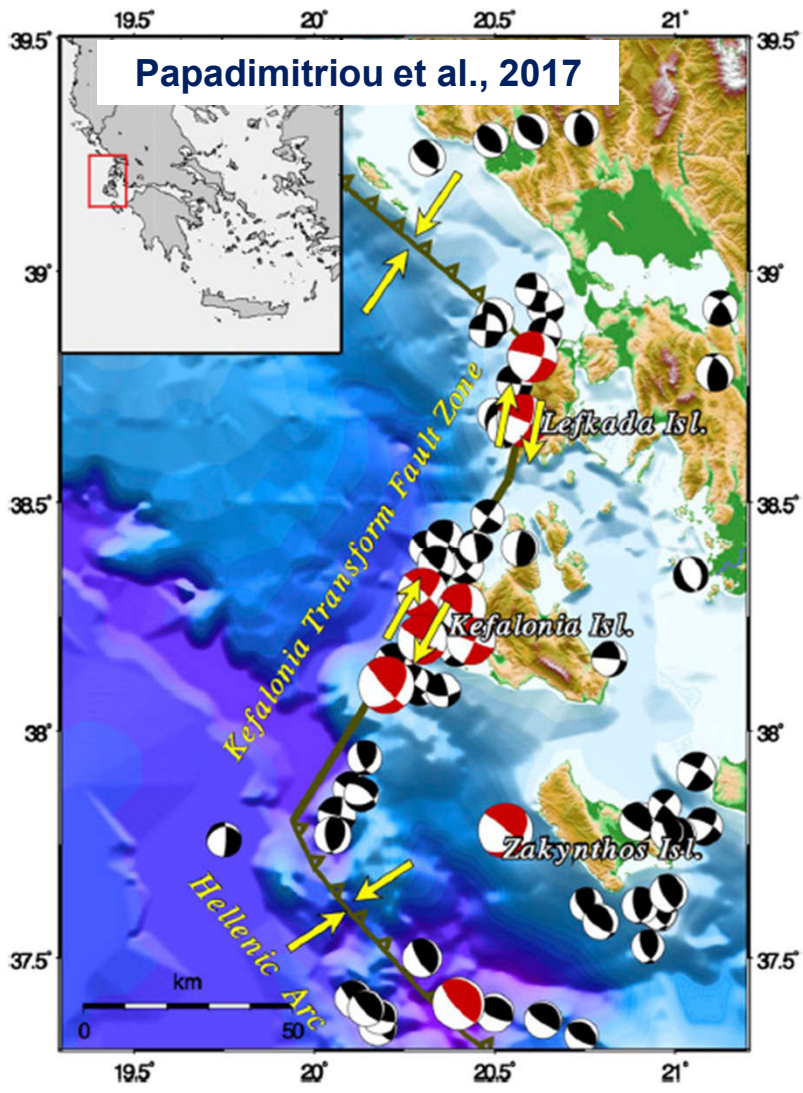 19.5° 20° 20.5° 21°
39.5° 39.5°
Papadimitriou et al., 2017
39° 39°
Kefalonia Transform Fault Zone
Lefkada Isl.
38.5° 38.5°
Kefalonia Isl.
38° 38°
Zakynthos Isl.
Hellenic Arc
37.5° 37.5°
km
0 50
19.5° 20° 20.5° 21°